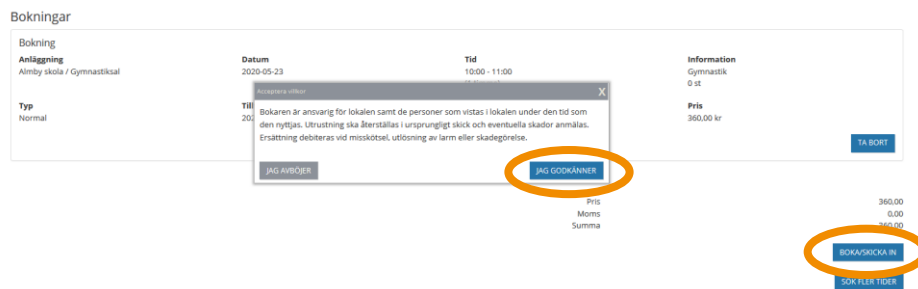 Bokningar
Bokning
Anläggning Datum Tid Information
Almby skola / Gymnastiksal 2020-05-23 10:00 - 11:00 Gymnastik
0 st
Acceptera villkor X
Typ Pris
Normal 360,00 kr
Bokaren är ansvarig för lokalen samt de personer som vistas i lokalen under den tid som
den nyttjas. Utrustning ska återställas i ursprungligt skick och eventuella skador anmälas.
Ersättning debiteras vid misskötsel, utlösning av larm eller skadegörelse.
TA BORT
JAG AVBÖJER JAG GODKÄNNER
Pris 360,00
Moms 0,00
Summa 360,00
BOKA/SKICKA IN
SÖK FLER TIDER